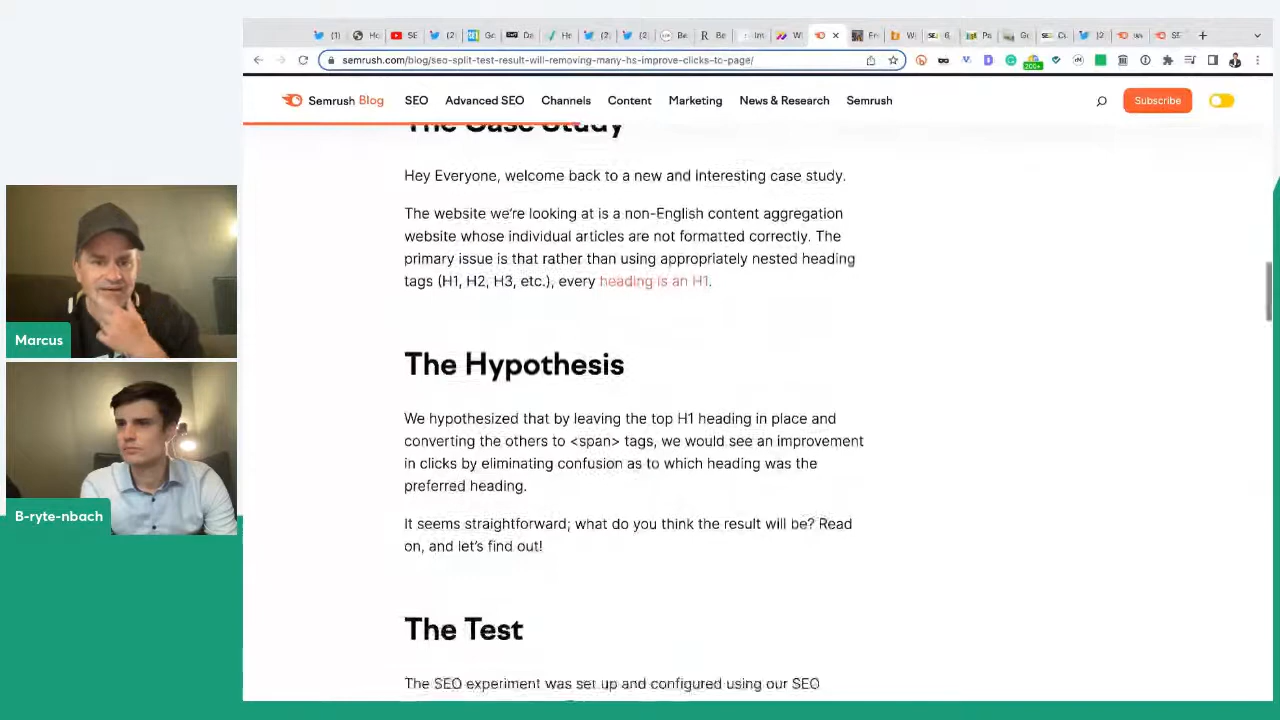 semrush.com/blog/seo-split-test-result-will-removing-many-hs-improve-clicks-to-page/
Semrush Blog SEO Advanced SEO Channels Content Marketing News & Research Semrush Subscribe
The Case Study
Hey Everyone, welcome back to a new and interesting case study.
The website we're looking at is a non-English content aggregation
website whose individual articles are not formatted correctly. The
primary issue is that rather than using appropriately nested heading
tags (H1, H2, H3, etc.), every heading is an H1.
The Hypothesis
We hypothesized that by leaving the top H1 heading in place and
converting the others to <span> tags, we would see an improvement
in clicks by eliminating confusion as to which heading was the
preferred heading.
It seems straightforward; what do you think the result will be? Read
on, and let's find out!
The Test
The SEO experiment was set up and configured using our SEO
Marcus
B-ryte-nbach